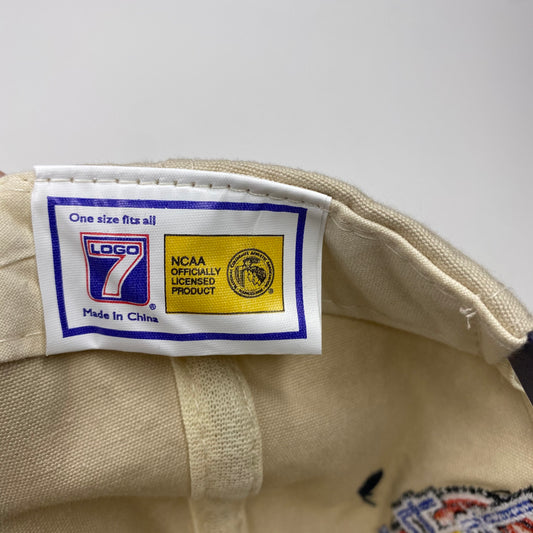 One size fits all
LOGO
7
®
Made in China
NCAA
OFFICIALLY
LICENSED
PRODUCT